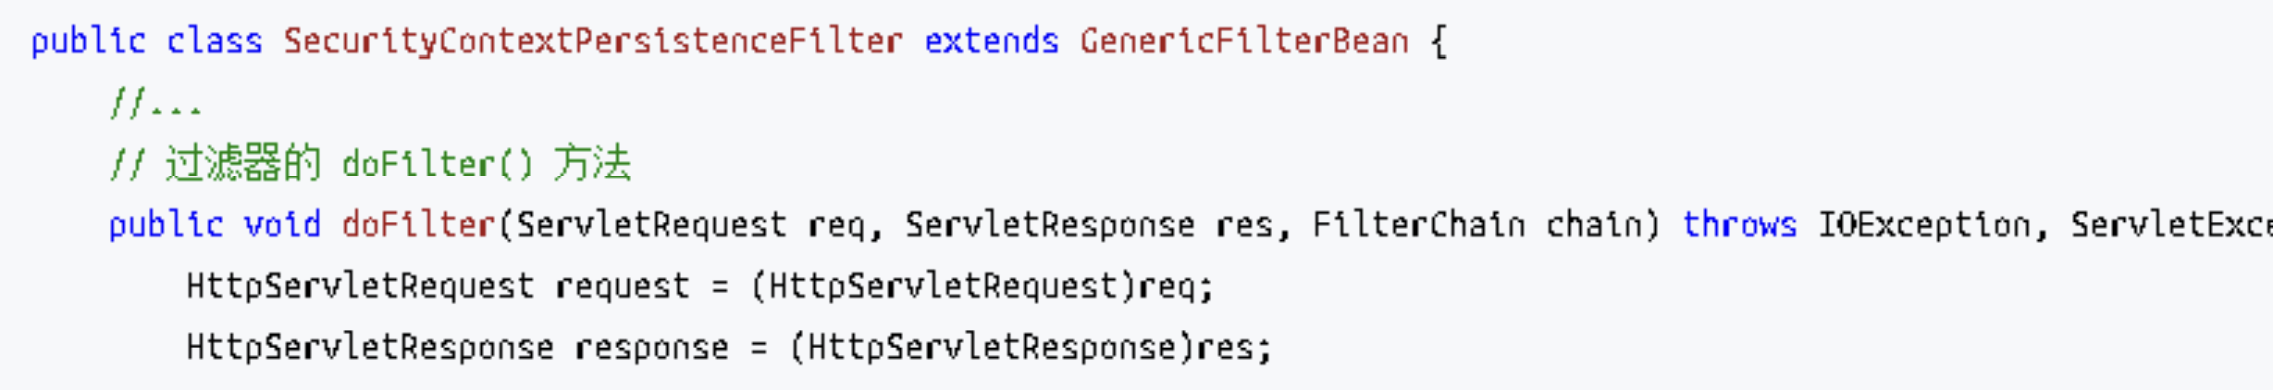 public class SecurityContextPersistenceFilter extends GenericFilterBean {
//...
// 过滤器的 doFilter() 方法
public void doFilter(ServletRequest req, ServletResponse res, FilterChain chain) throws IOException, ServletExce
HttpServletRequest request = (HttpServletRequest)req;
HttpServletResponse response = (HttpServletResponse)res;